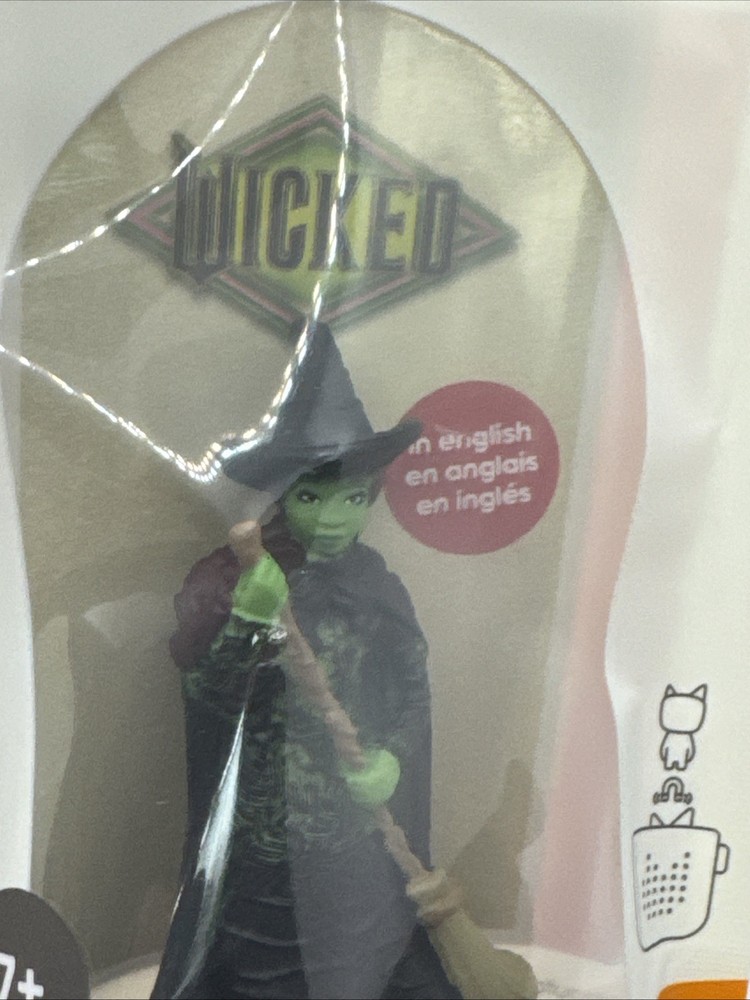 WICKED
in english
en anglais
en inglés
7+